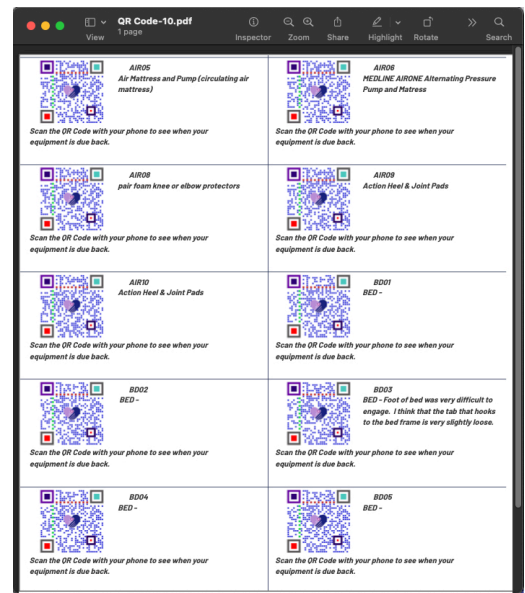 QR Code-10.pdf
1 page
View
Inspector
Zoom
Share
Highlight
Rotate
Search
AIR05
Air Mattress and Pump (circulating air
mattress)
Scan the QR Code with your phone to see when your
equipment is due back.
AIR06
MEDLINE AIRONE Alternating Pressure
Pump and Matress
Scan the QR Code with your phone to see when your
equipment is due back.
AIR08
pair foam knee or elbow protectors
Scan the QR Code with your phone to see when your
equipment is due back.
AIR09
Action Heel & Joint Pads
Scan the QR Code with your phone to see when your
equipment is due back.
AIR10
Action Heel & Joint Pads
Scan the QR Code with your phone to see when your
equipment is due back.
BD01
BED -
Scan the QR Code with your phone to see when your
equipment is due back.
BD02
BED -
Scan the QR Code with your phone to see when your
equipment is due back.
BD03
BED - Foot of bed was very difficult to
engage. I think that the tab that hooks
to the bed frame is very slightly loose.
Scan the QR Code with your phone to see when your
equipment is due back.
BD04
BED -
Scan the QR Code with your phone to see when your
equipment is due back.
BD05
BED -
Scan the QR Code with your phone to see when your
equipment is due back.